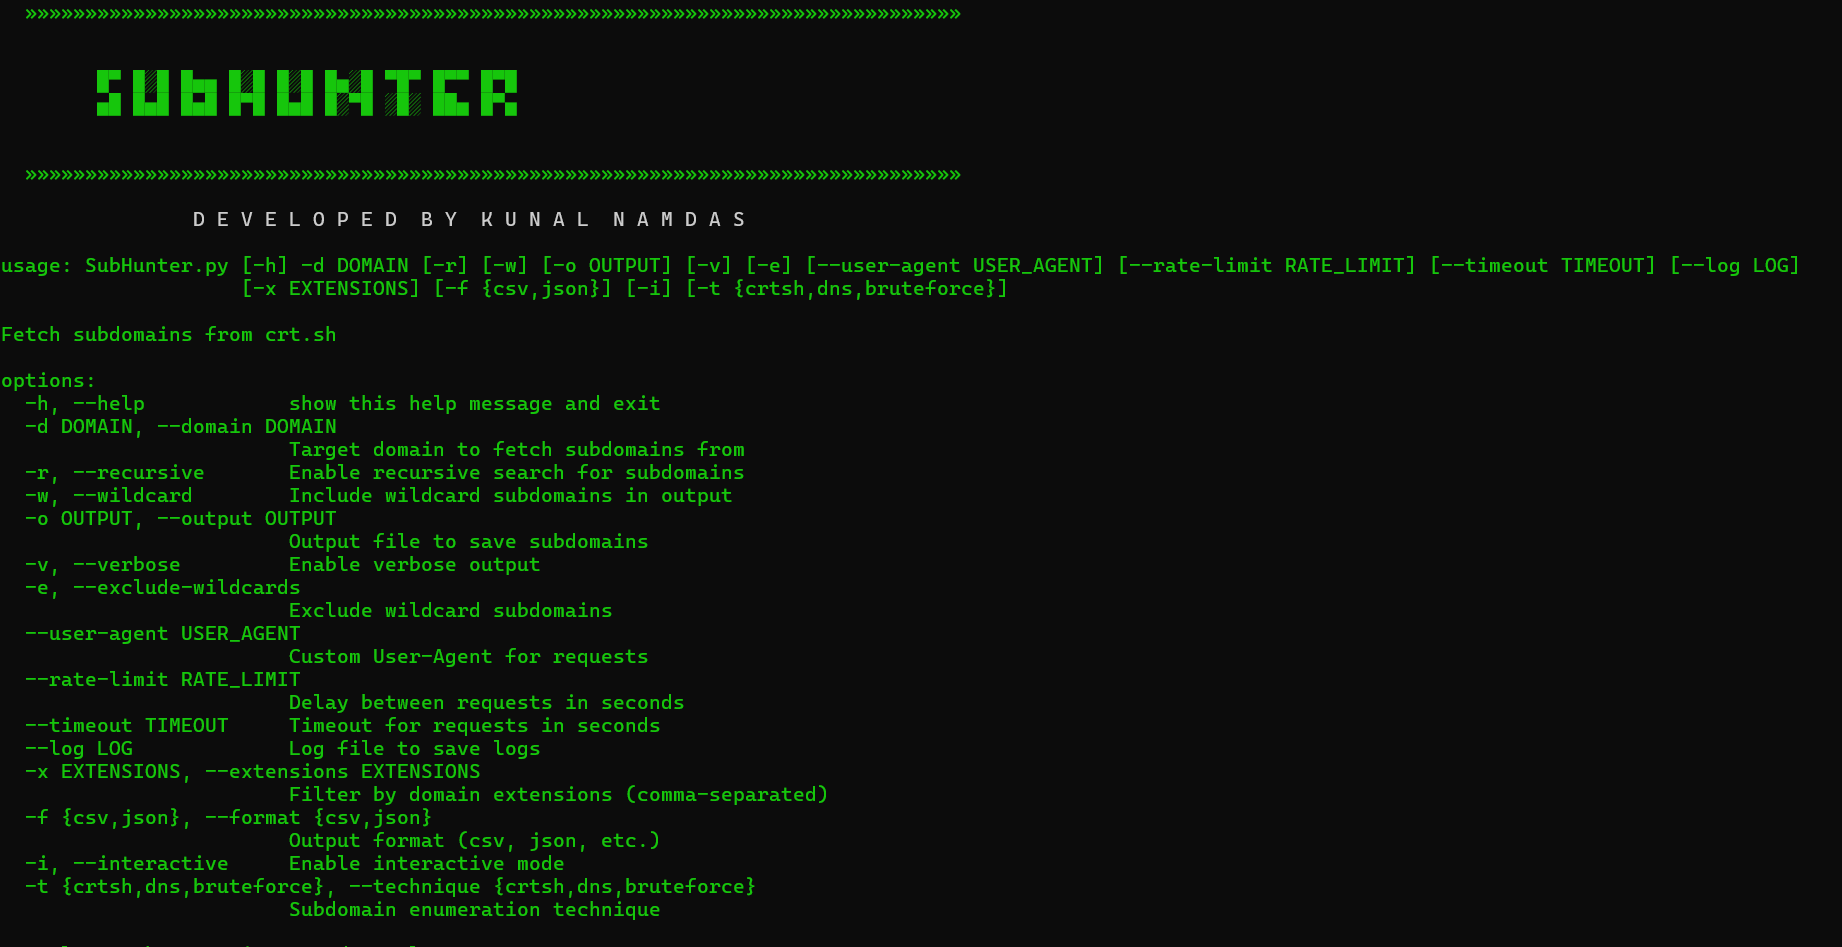 »»»»»»»»»»»»»»»»»»»»»»»»»»»»»»»»»»»»»»»»»»»»»»»»»»»»»»»»»»»»»»»»»»»»»»»»»»»»»»
SUBHUNTER
»»»»»»»»»»»»»»»»»»»»»»»»»»»»»»»»»»»»»»»»»»»»»»»»»»»»»»»»»»»»»»»»»»»»»»»»»»»»»»
D E V E L O P E D  B Y  K U N A L  N A M D A S
usage: SubHunter.py [-h] -d DOMAIN [-r] [-w] [-o OUTPUT] [-v] [-e] [--user-agent USER_AGENT] [--rate-limit RATE_LIMIT] [--timeout TIMEOUT] [--log LOG]
[-x EXTENSIONS] [-f {csv,json}] [-i] [-t {crtsh,dns,bruteforce}]
Fetch subdomains from crt.sh
options:
-h, --help            show this help message and exit
-d DOMAIN, --domain DOMAIN
Target domain to fetch subdomains from
-r, --recursive       Enable recursive search for subdomains
-w, --wildcard        Include wildcard subdomains in output
-o OUTPUT, --output OUTPUT
Output file to save subdomains
-v, --verbose         Enable verbose output
-e, --exclude-wildcards
Exclude wildcard subdomains
--user-agent USER_AGENT
Custom User-Agent for requests
--rate-limit RATE_LIMIT
Delay between requests in seconds
--timeout TIMEOUT     Timeout for requests in seconds
--log LOG             Log file to save logs
-x EXTENSIONS, --extensions EXTENSIONS
Filter by domain extensions (comma-separated)
-f {csv,json}, --format {csv,json}
Output format (csv, json, etc.)
-i, --interactive     Enable interactive mode
-t {crtsh,dns,bruteforce}, --technique {crtsh,dns,bruteforce}
Subdomain enumeration technique